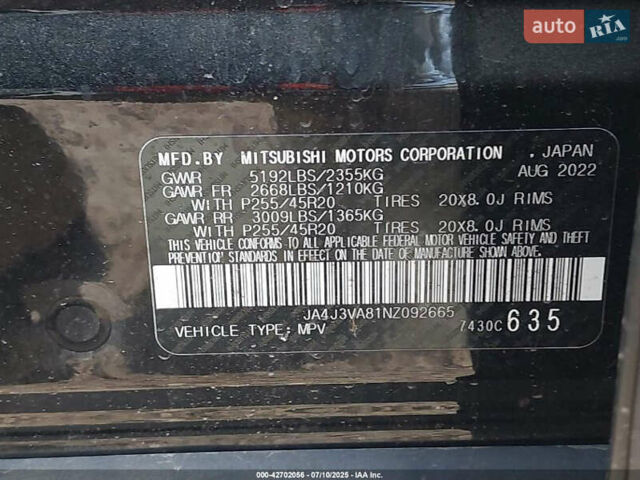 auto RIA.com
MFD.BY MITSUBISHI MOTORS CORPORATION . JAPAN
GVWR 5192LBS/2355KG AUG 2022
GAWR FR 2668LBS/1210KG
WITH P255/45R20 TIRES 20X8.0J RIMS
GAWR RR 3009LBS/1365KG
WITH P255/45R20 TIRES 20X8.0J RIMS
THIS VEHICLE CONFORMS TO ALL APPLICABLE FEDERAL MOTOR VEHICLE SAFETY AND THEFT
PREVENTION STANDARDS IN EFFECT ON THE DATE OF MANUFACTURE SHOWN ABOVE.
JA4J3VA81NZ092665
VEHICLE TYPE: MPV 7430C 635
000-42702056 - 07/10/2025 - IAA Inc.